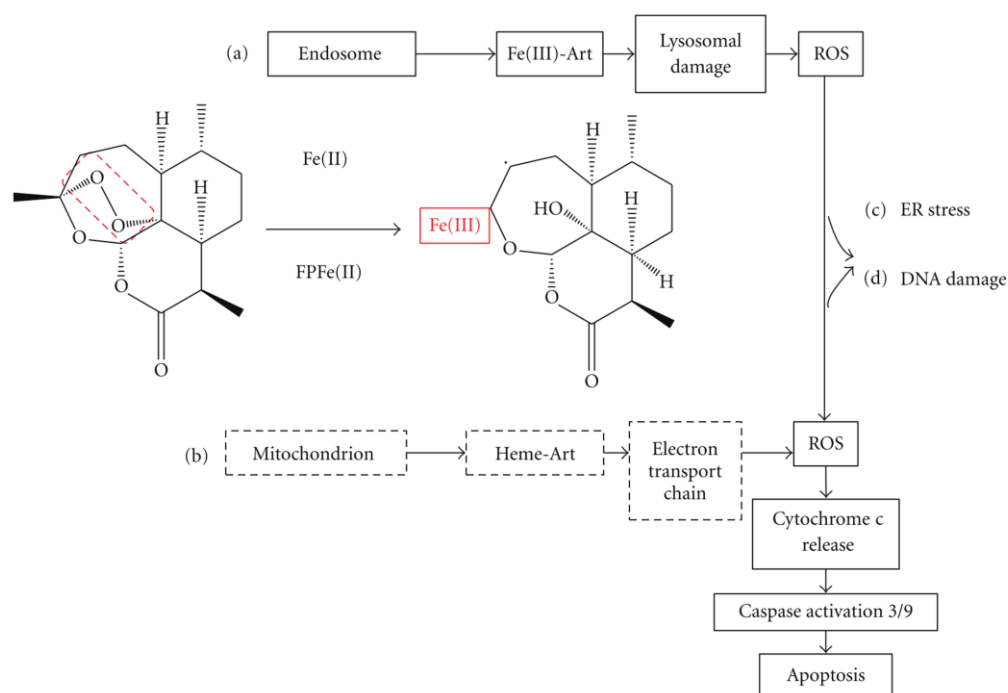 (a)
Endosome
Fe(III)-Art
Lysosomal
damage
ROS
H
H
O
O
O
O
O
Fe(II)
FPFe(II)
Fe(III)
H
HO
H
H
O
O
O
(c) ER stress
(d) DNA damage
(b)
Mitochondrion
Heme-Art
Electron
transport
chain
ROS
Cytochrome c
release
Caspase activation 3/9
Apoptosis